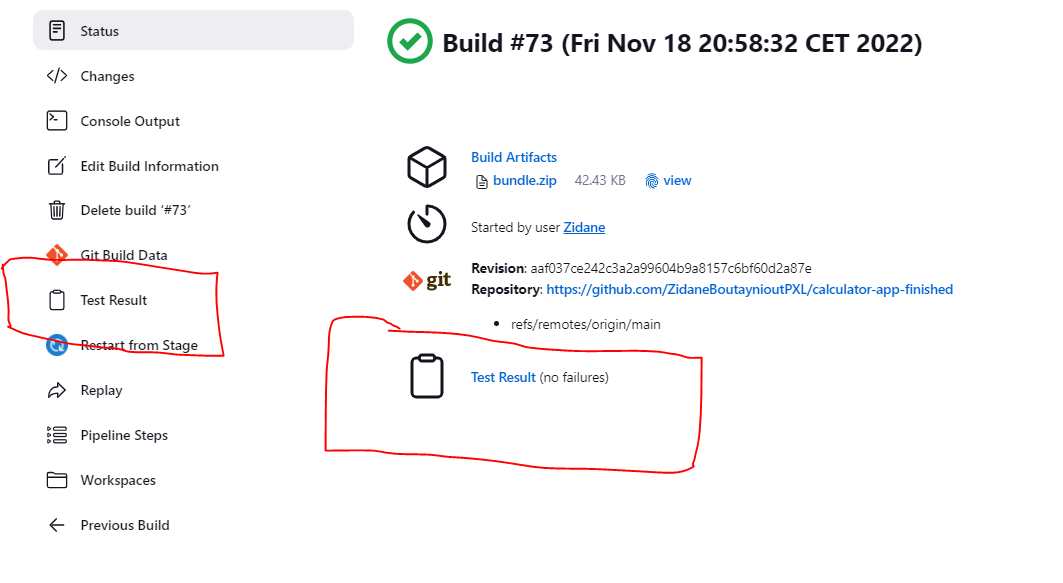 Status
Changes
Console Output
Edit Build Information
Delete build ‘#73’
Git Build Data
Test Result
Restart from Stage
Replay
Pipeline Steps
Workspaces
Previous Build
Build #73 (Fri Nov 18 20:58:32 CET 2022)
Build Artifacts
bundle.zip 42.43 KB view
Started by user Zidane
git
Revision: aaf037ce242c3a2a99604b9a8157c6bf60d2a87e
Repository: https://github.com/ZidaneBoutaynioutPXL/calculator-app-finished
refs/remotes/origin/main
Test Result (no failures)